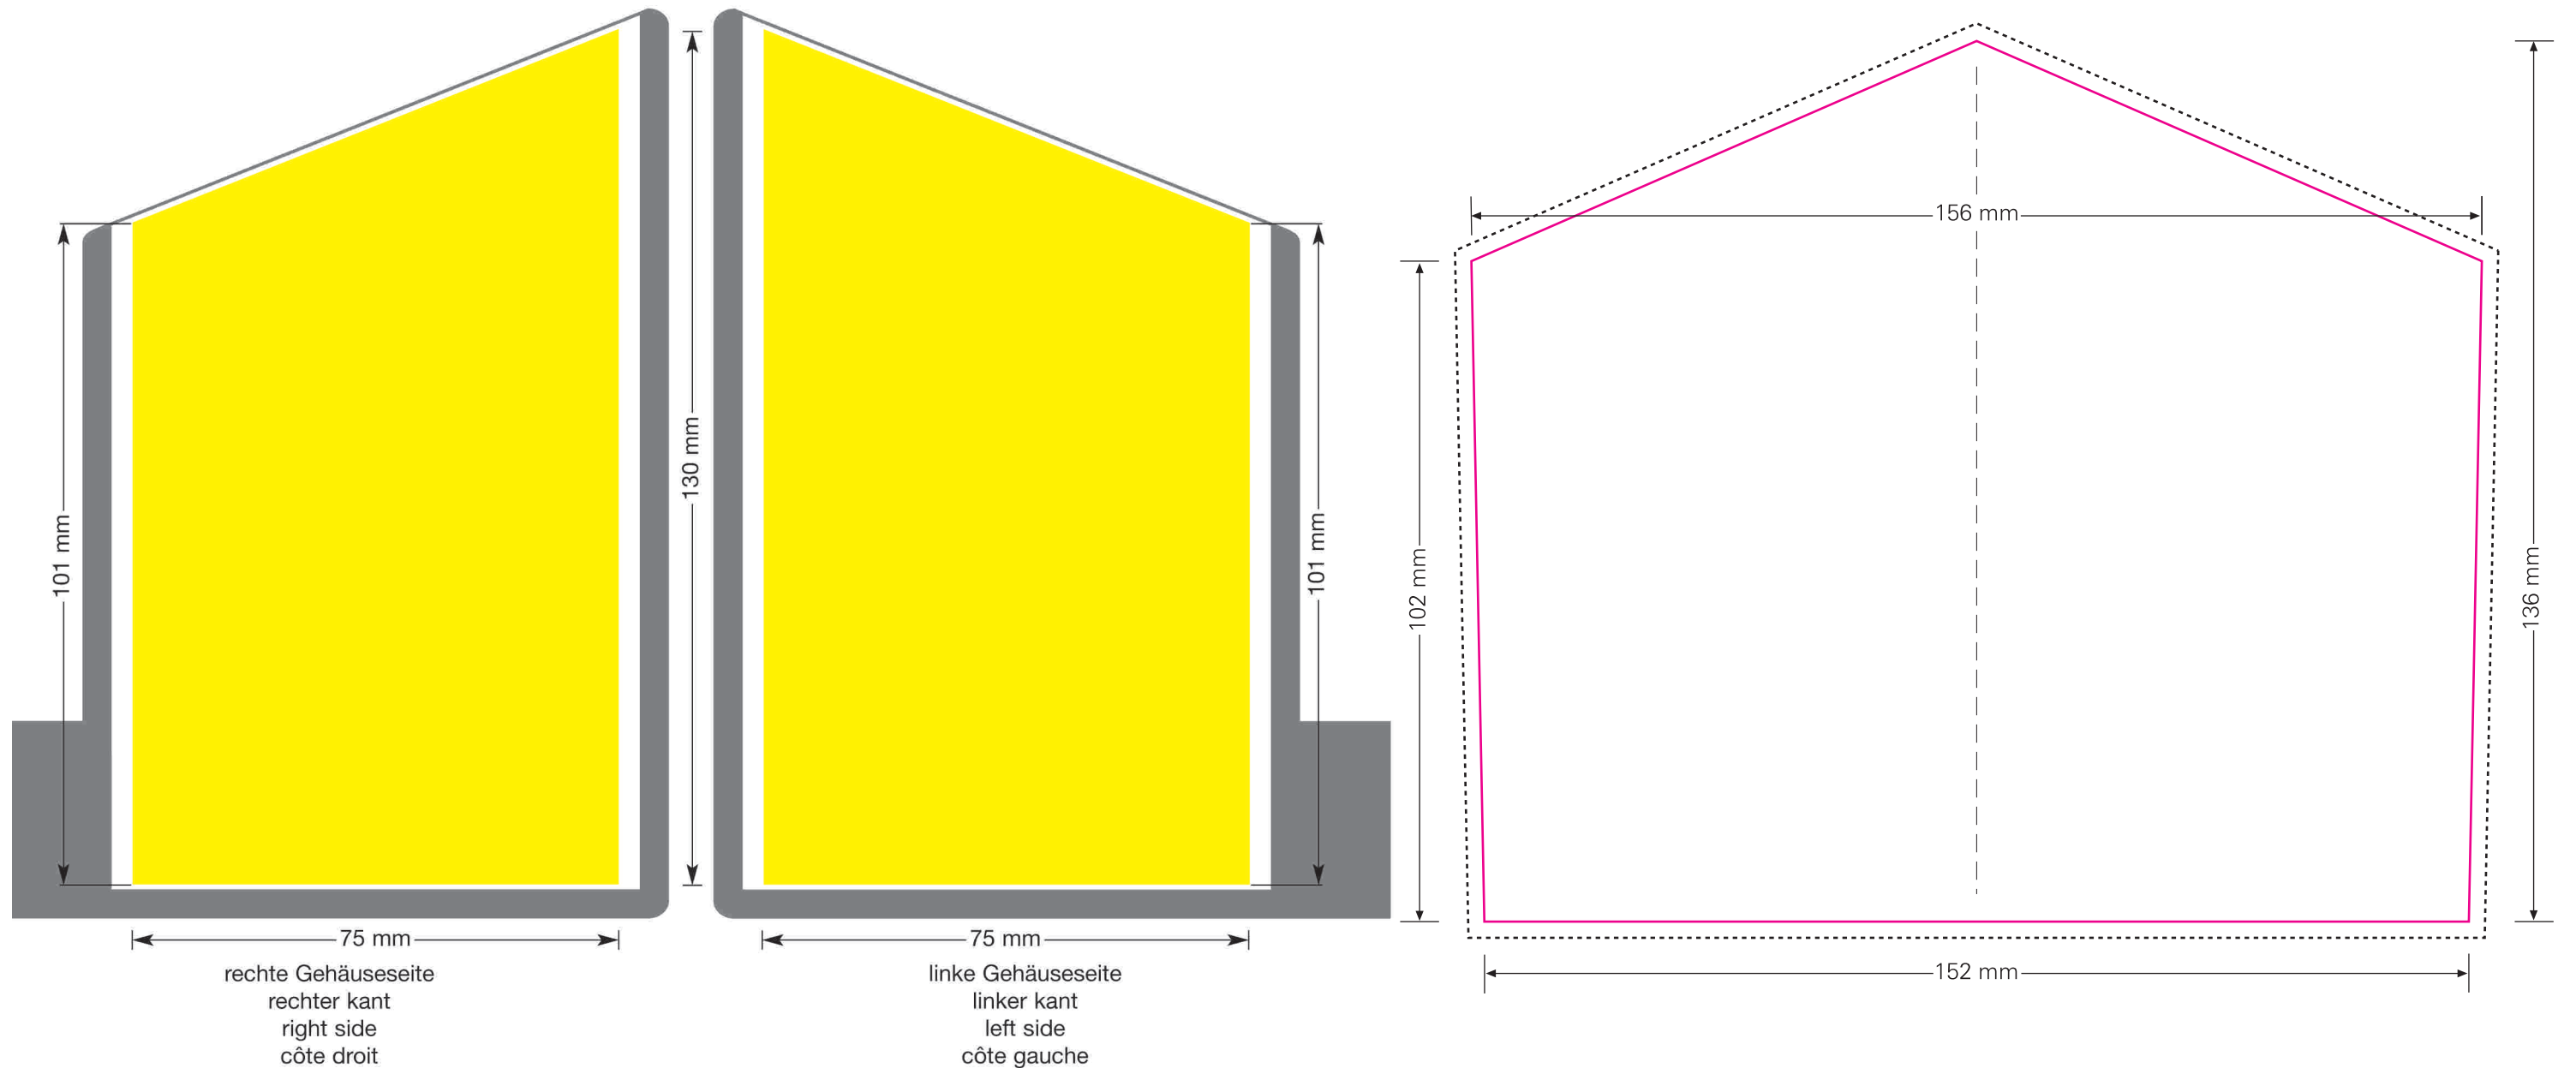 101 mm
130 mm
101 mm
75 mm
75 mm
rechte Gehäuseseite
rechter kant
right side
côte droit
linke Gehäuseseite
linker kant
left side
côte gauche
156 mm
102 mm
136 mm
152 mm